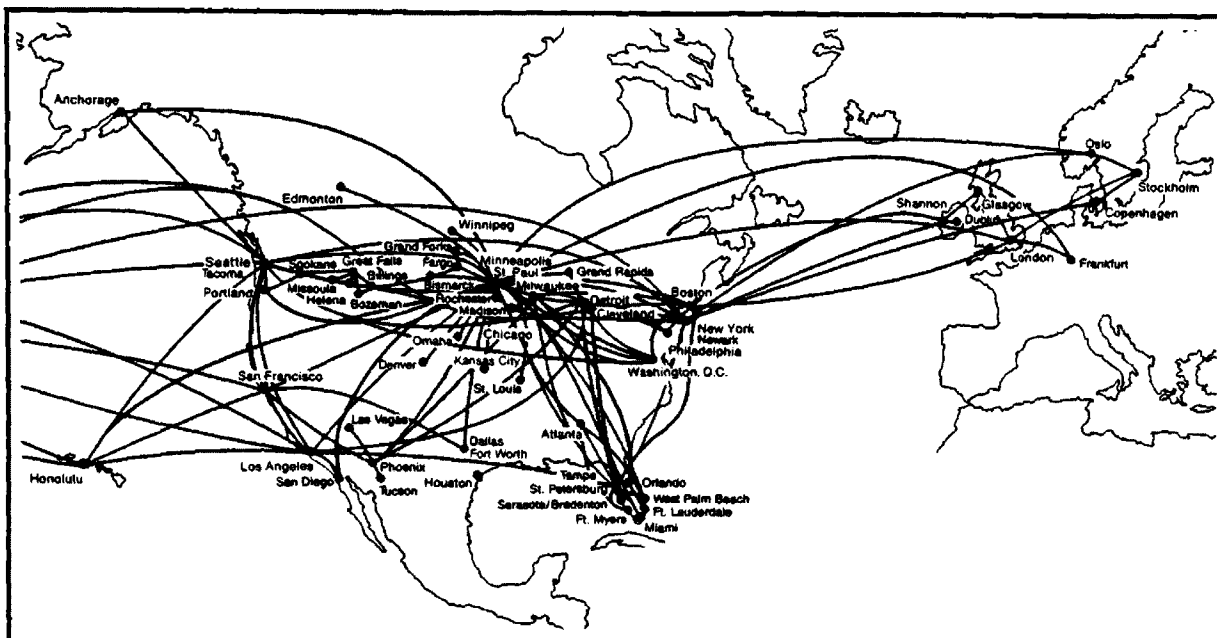 Anchorage
Edmonton
Winnipeg
Grand Forks
Fargo
Minneapolis
St. Paul
Grand Rapids
Seattle
Tacoma
Portland
Spokane
Great Falls
Missoula
Billings
Helena
Bozeman
Bismarck
Rochester
Milwaukee
Madison
Detroit
Cleveland
Boston
New York
Newark
Philadelphia
Washington, D.C.
Omaha
Chicago
Denver
Kansas City
St. Louis
San Francisco
Las Vegas
Atlanta
Dallas
Fort Worth
Los Angeles
San Diego
Phoenix
Tucson
Houston
Honolulu
Tampa
St. Petersburg
Sarasota/Bradenton
Ft. Myers
Orlando
West Palm Beach
Ft. Lauderdale
Miami
Oslo
Stockholm
Copenhagen
Shannon
Glasgow
London
Frankfurt